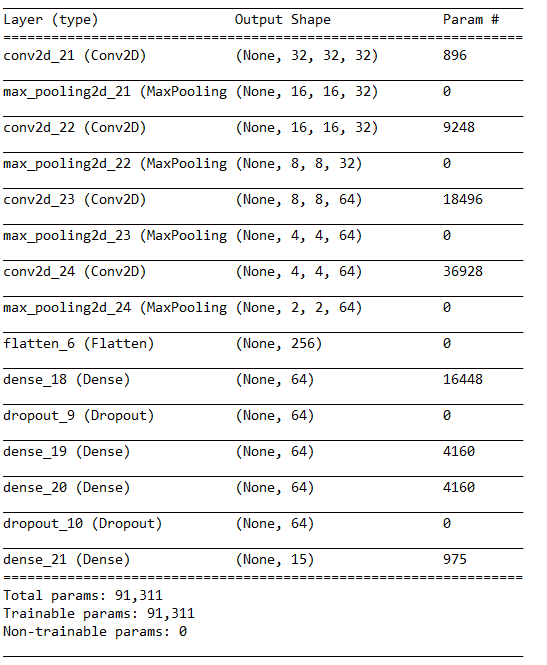 Layer (type) Output Shape Param #
conv2d_21 (Conv2D) (None, 32, 32, 32) 896
max_pooling2d_21 (MaxPooling (None, 16, 16, 32) 0
conv2d_22 (Conv2D) (None, 16, 16, 32) 9248
max_pooling2d_22 (MaxPooling (None, 8, 8, 32) 0
conv2d_23 (Conv2D) (None, 8, 8, 64) 18496
max_pooling2d_23 (MaxPooling (None, 4, 4, 64) 0
conv2d_24 (Conv2D) (None, 4, 4, 64) 36928
max_pooling2d_24 (MaxPooling (None, 2, 2, 64) 0
flatten_6 (Flatten) (None, 256) 0
dense_18 (Dense) (None, 64) 16448
dropout_9 (Dropout) (None, 64) 0
dense_19 (Dense) (None, 64) 4160
dense_20 (Dense) (None, 64) 4160
dropout_10 (Dropout) (None, 64) 0
dense_21 (Dense) (None, 15) 975
Total params: 91,311
Trainable params: 91,311
Non-trainable params: 0